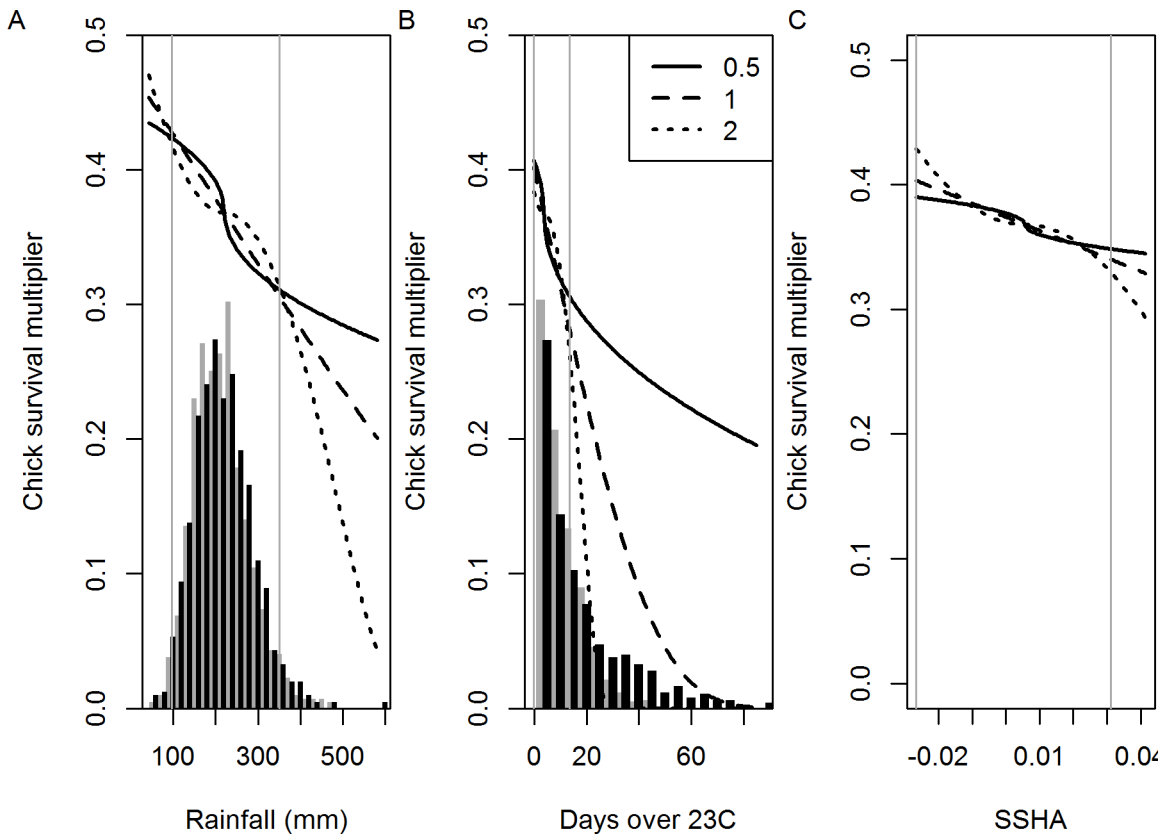 A
Chick survival multiplier
0.0 0.1 0.2 0.3 0.4 0.5
100 300 500
Rainfall (mm)
B
Chick survival multiplier
0.0 0.1 0.2 0.3 0.4 0.5
0.5
1
2
0 20 60
Days over 23C
C
Chick survival multiplier
0.0 0.1 0.2 0.3 0.4 0.5
-0.02 0.01 0.04
SSHA